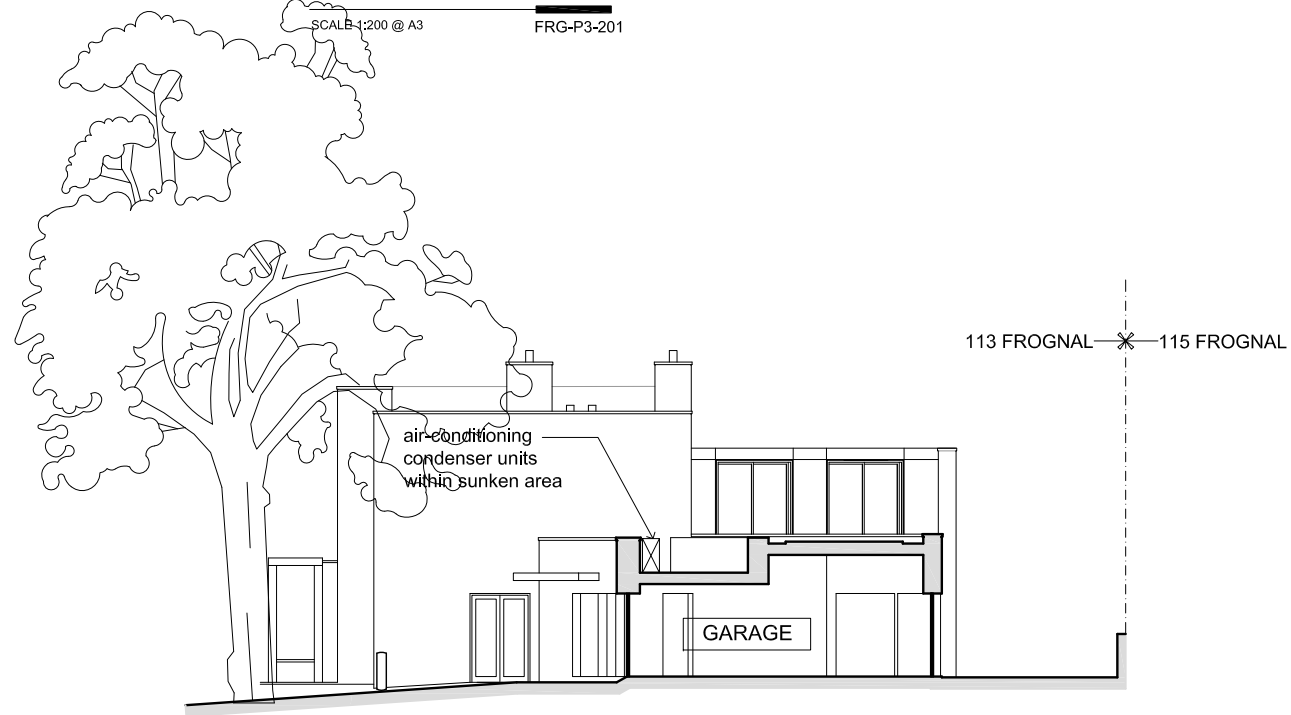 SCALE 1:200 @ A3
FRG-P3-201
113 FROGNAL
115 FROGNAL
air-conditioning
condenser units
within sunken area
GARAGE